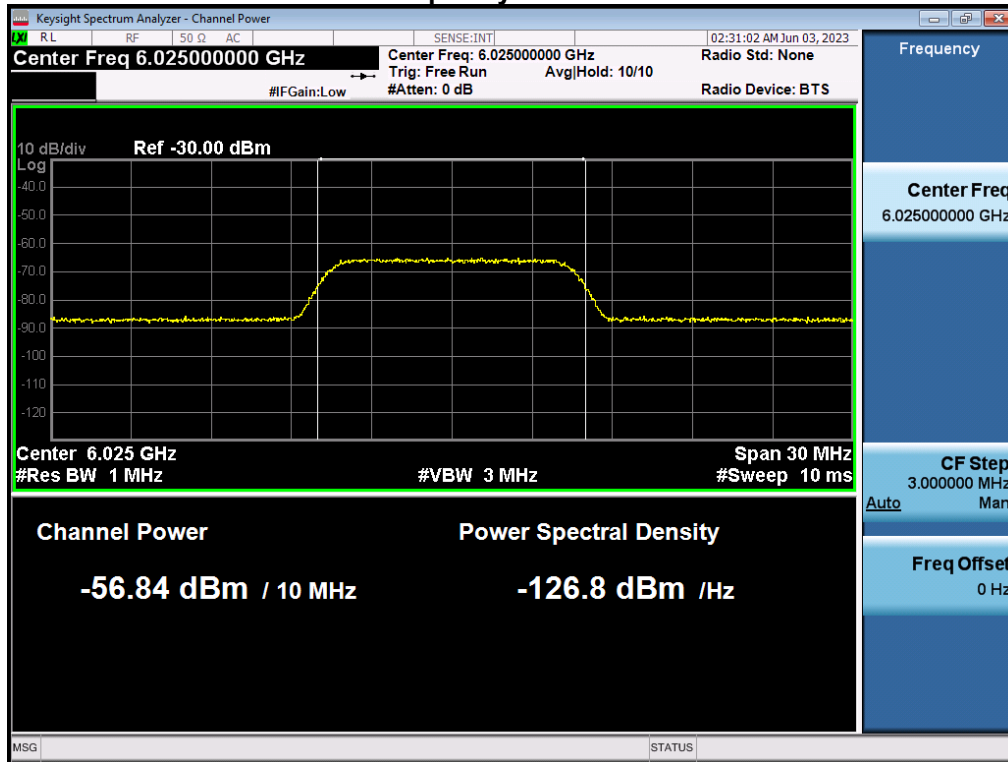 Keysight Spectrum Analyzer - Channel Power
LXI RL RF 50 Ω AC SENSE:INT 02:31:02 AM Jun 03, 2023
Center Freq 6.025000000 GHz
#IFGain:Low
Center Freq: 6.025000000 GHz
Trig: Free Run Avg|Hold: 10/10
#Atten: 0 dB
Radio Std: None
Radio Device: BTS
10 dB/div Ref -30.00 dBm
Log
-40.0
-50.0
-60.0
-70.0
-80.0
-90.0
-100
-110
-120
Center 6.025 GHz Span 30 MHz
#Res BW 1 MHz #VBW 3 MHz #Sweep 10 ms
Channel Power Power Spectral Density
-56.84 dBm / 10 MHz -126.8 dBm /Hz
MSG STATUS
Frequency
Center Freq
6.025000000 GHz
CF Step
3.000000 MHz
Auto Man
Freq Offset
0 Hz